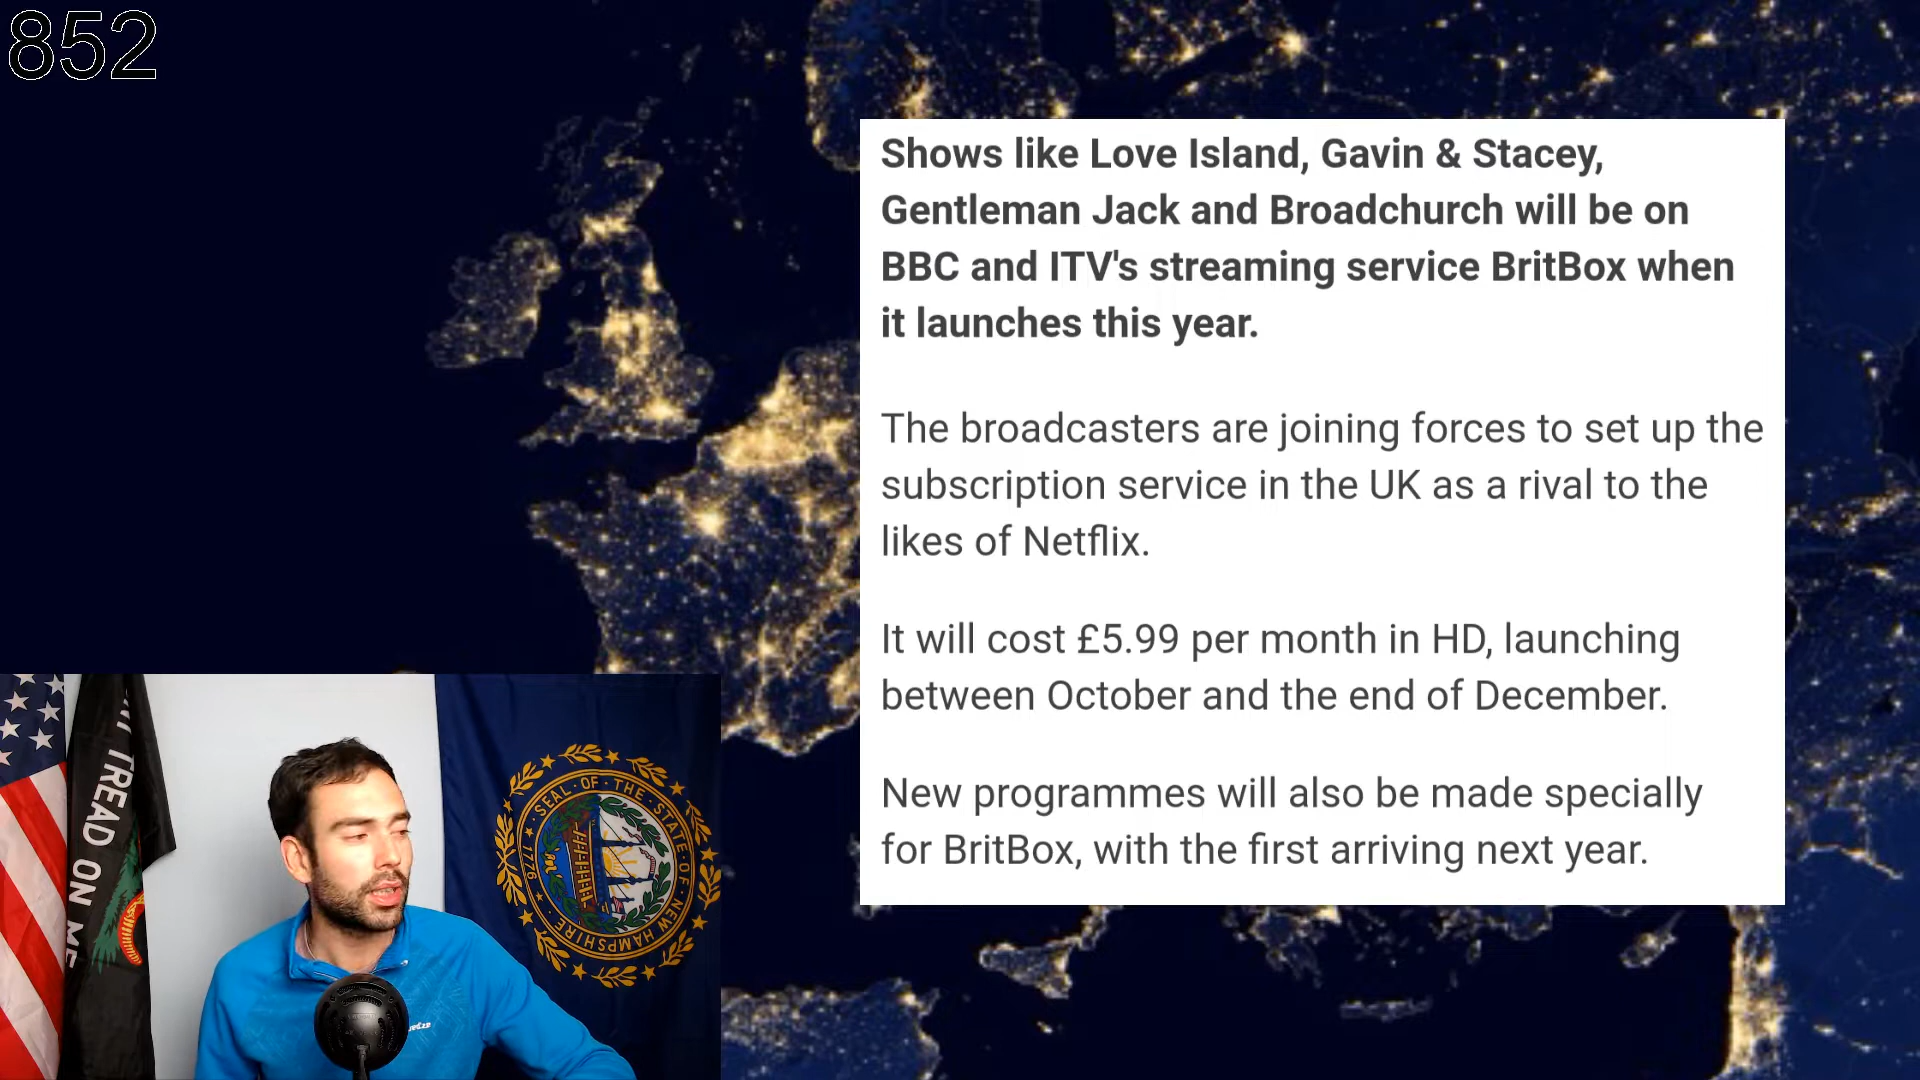 852
Shows like Love Island, Gavin & Stacey,
Gentleman Jack and Broadchurch will be on
BBC and ITV's streaming service BritBox when
it launches this year.
The broadcasters are joining forces to set up the
subscription service in the UK as a rival to the
likes of Netflix.
It will cost £5.99 per month in HD, launching
between October and the end of December.
New programmes will also be made specially
for BritBox, with the first arriving next year.
TREAD ON ME
SEAL · OF · THE · STATE · OF · NEW HAMPSHIRE
1776